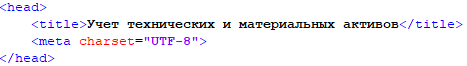 <head>
    <title>Учет технических и материальных активов</title>
    <meta charset="UTF-8">
</head>